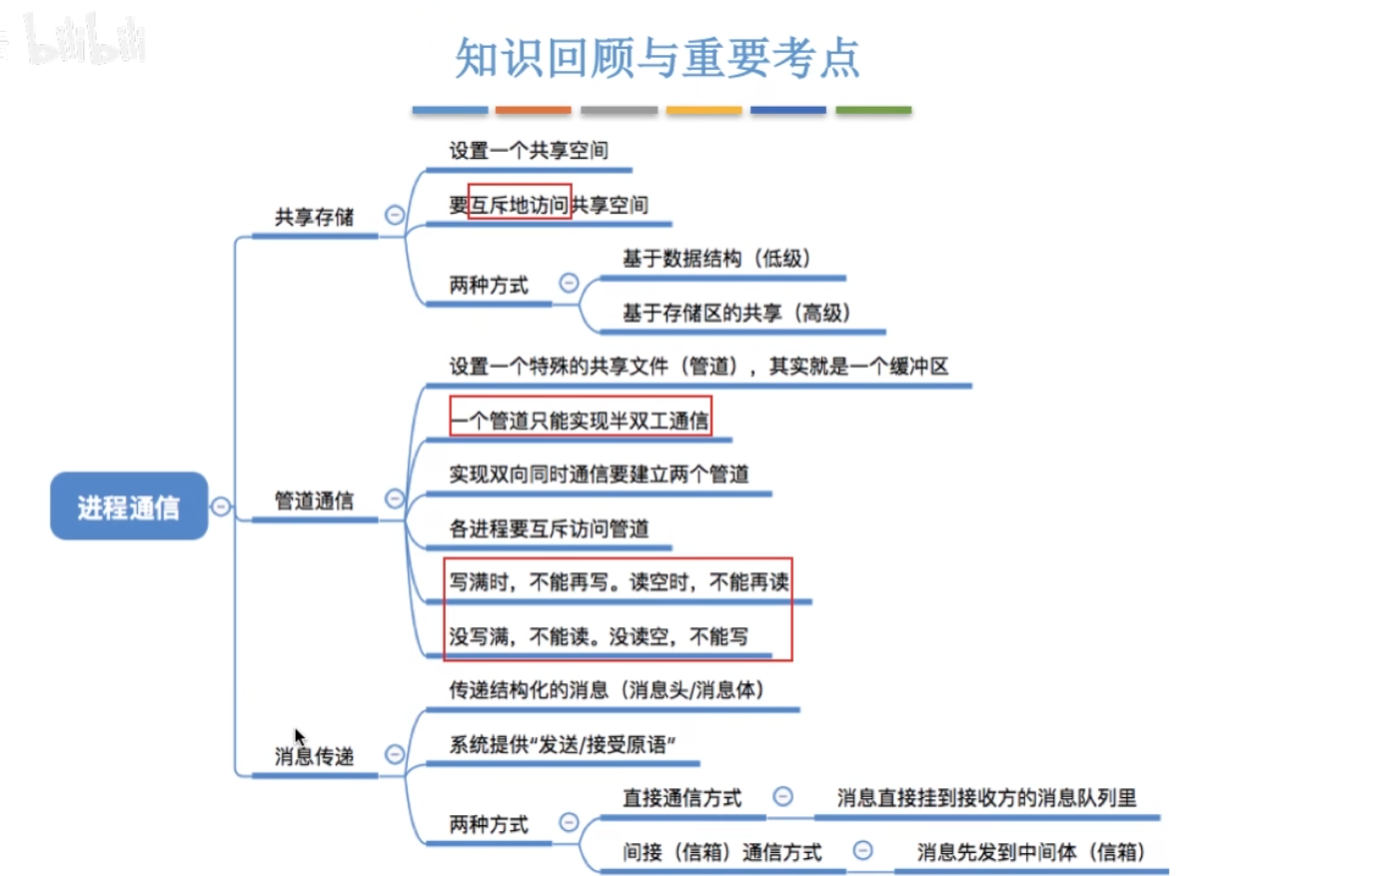 bilibili
知识回顾与重要考点
设置一个共享空间
要互斥地访问共享空间
共享存储
基于数据结构（低级）
两种方式
基于存储区的共享（高级）
设置一个特殊的共享文件（管道），其实就是一个缓冲区
一个管道只能实现半双工通信
实现双向同时通信要建立两个管道
管道通信
进程通信
各进程要互斥访问管道
写满时，不能再写。读空时，不能再读
没写满，不能读。没读空，不能写
传递结构化的消息（消息头/消息体）
系统提供“发送/接受原语”
消息传递
直接通信方式
消息直接挂到接收方的消息队列里
两种方式
间接（信箱）通信方式
消息先发到中间体（信箱）